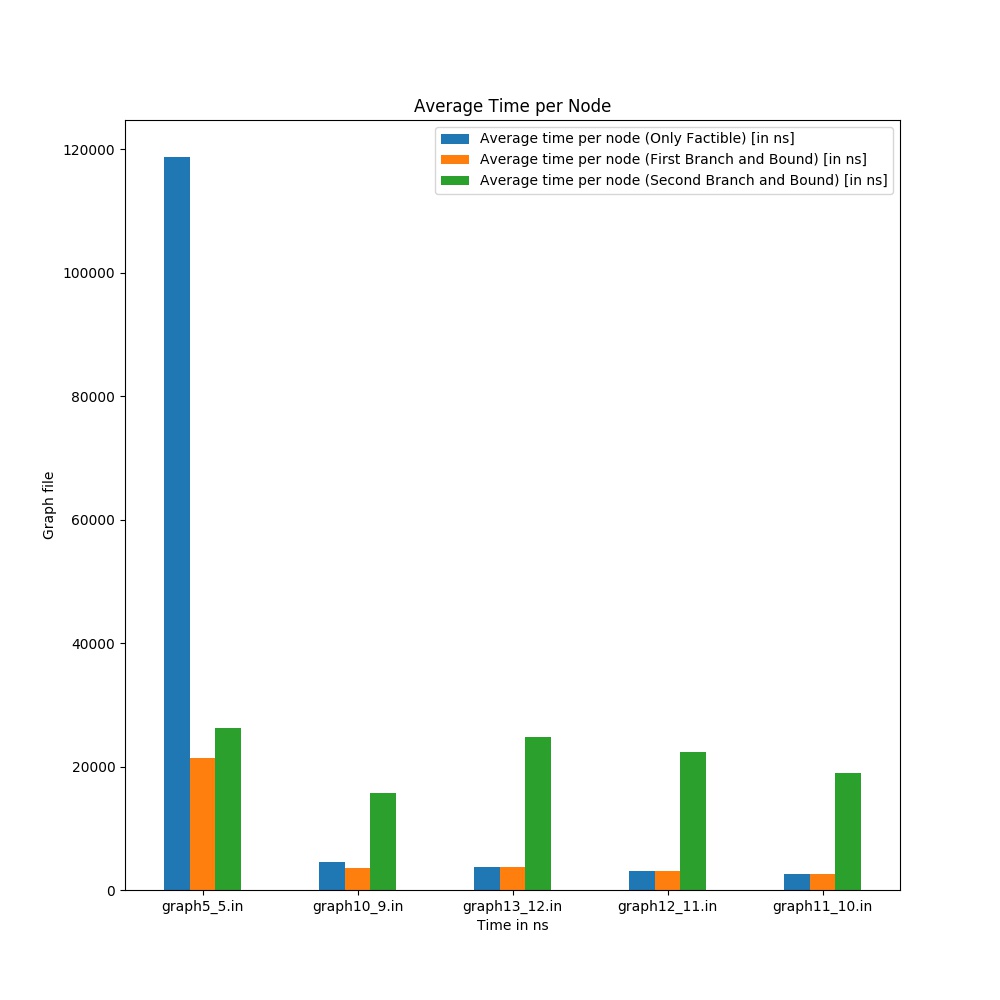 Average Time per Node
Average time per node (Only Factible) [in ns]
Average time per node (First Branch and Bound) [in ns]
Average time per node (Second Branch and Bound) [in ns]
120000
100000
80000
60000
40000
20000
0
Graph file
graph5_5.in
graph10_9.in
graph13_12.in
graph12_11.in
graph11_10.in
Time in ns